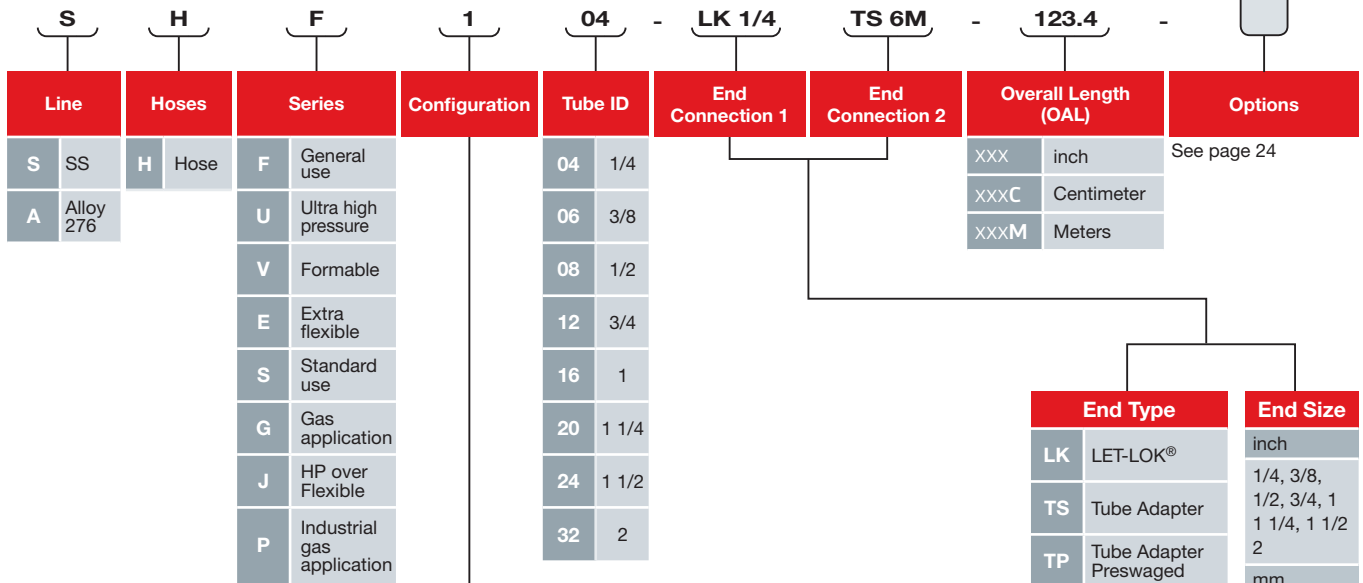 S H F 1 04 - LK 1/4 TS 6M - 123.4 -
Line Hoses Series Configuration Tube ID End Connection 1 End Connection 2 Overall Length (OAL) Options
S SS
A Alloy 276
H Hose
F General use
U Ultra high pressure
V Formable
E Extra flexible
S Standard use
G Gas application
J HP over Flexible
P Industrial gas application
04 1/4
06 3/8
08 1/2
12 3/4
16 1
20 1 1/4
24 1 1/2
32 2
XXX inch
XXXC Centimeter
XXXM Meters
See page 24
End Type
LK LET-LOK®
TS Tube Adapter
TP Tube Adapter Preswaged
End Size
inch
1/4, 3/8,
1/2, 3/4, 1
1 1/4, 1 1/2
2
mm